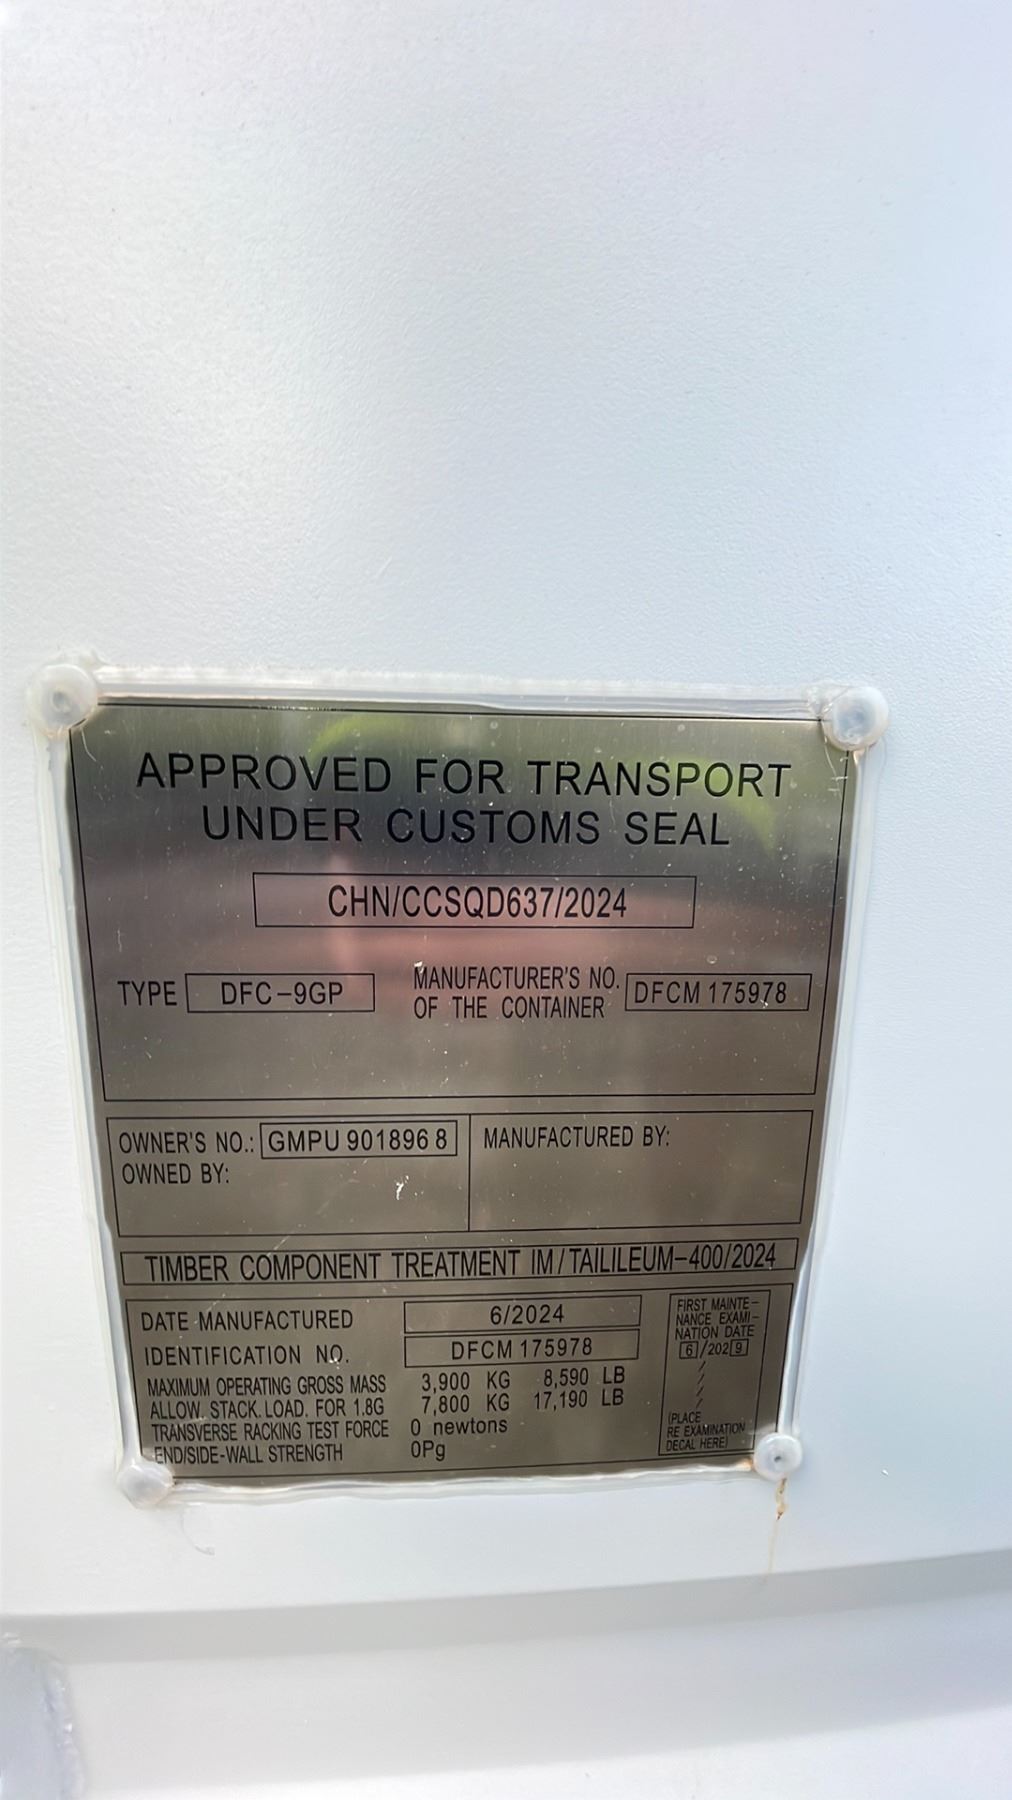 APPROVED FOR TRANSPORT
UNDER CUSTOMS SEAL
CHN/CCSQD637/2024
TYPE DFC-9GP
MANUFACTURER'S NO.
OF THE CONTAINER
DFCM 175978
OWNER'S NO.: GMPU 901896 8
OWNED BY:
MANUFACTURED BY:
TIMBER COMPONENT TREATMENT IM/TAILILEUM-400/2024
DATE MANUFACTURED 6/2024
IDENTIFICATION NO. DFCM 175978
MAXIMUM OPERATING GROSS MASS 3,900 KG 8,590 LB
ALLOW. STACK. LOAD. FOR 1.8G 7,800 KG 17,190 LB
TRANSVERSE RACKING TEST FORCE 0 newtons
END/SIDE-WALL STRENGTH 0Pg
FIRST MAINTE-
NANCE EXAMI-
NATION DATE
6/2029
/
/
/
/
(PLACE
RE EXAMINATION
DECAL HERE)